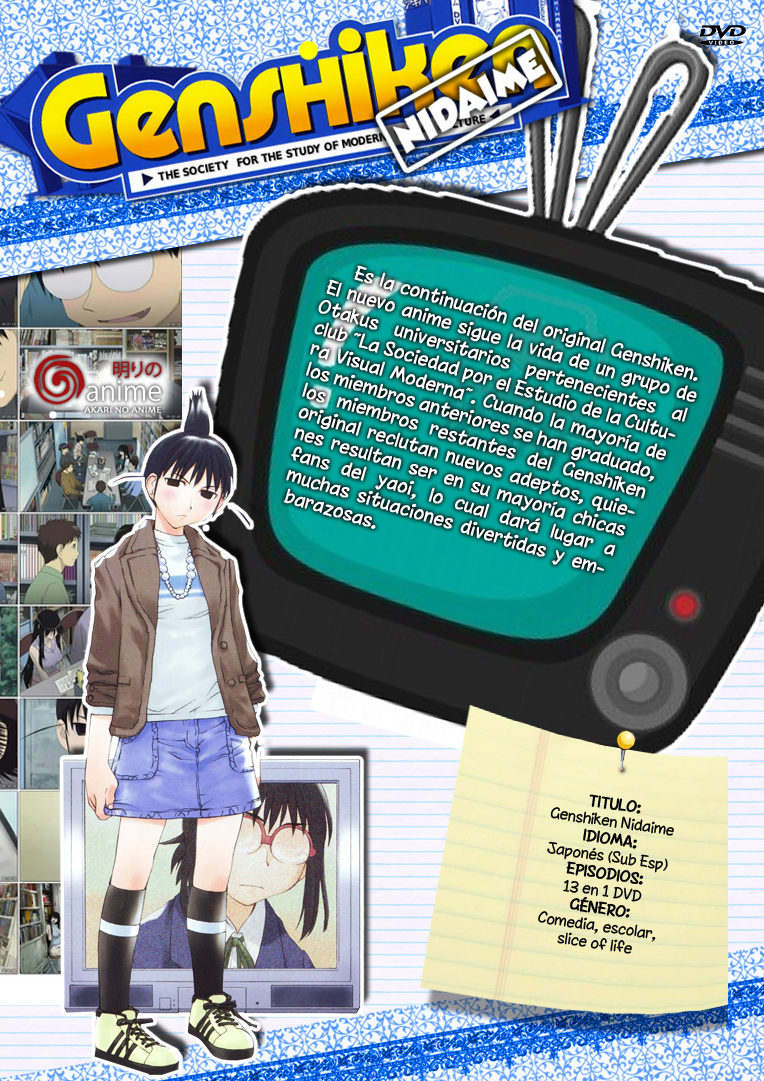 DVD
VIDEO
Genshiken
NIDAIME
THE SOCIETY FOR THE STUDY OF MODERN
Es la continuación del original Genshiken.
El nuevo anime sigue la vida de un grupo de
Otakus universitarios pertenecientes al
club ~La Sociedad por el Estudio de la Cultu-
ra Visual Moderna~. Cuando la mayoría de
los miembros anteriores se han graduado,
los miembros restantes del Genshiken
original reclutan nuevos adeptos, quie-
nes resultan ser en su mayoría chicas
fans del yaoi, lo cual dará lugar a
muchas situaciones divertidas y em-
barazosas.
明りの
anime
AKARI NO ANIME
TITULO:
Genshiken Nidaime
IDIOMA:
Japonés (Sub Esp)
EPISODIOS:
13 en 1 DVD
GÉNERO:
Comedia, escolar,
slice of life